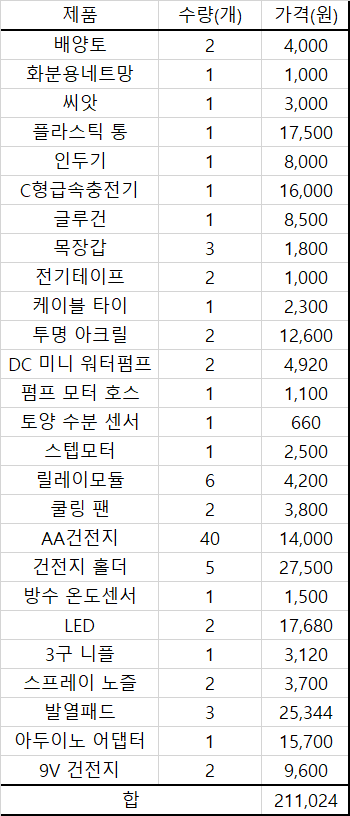 제품 수량(개) 가격(원)
배양토 2 4,000
화분용네트망 1 1,000
씨앗 1 3,000
플라스틱 통 1 17,500
인두기 1 8,000
C형급속충전기 1 16,000
글루건 1 8,500
목장갑 3 1,800
전기테이프 2 1,000
케이블 타이 1 2,300
투명 아크릴 2 12,600
DC 미니 워터펌프 2 4,920
펌프 모터 호스 1 1,100
토양 수분 센서 1 660
스텝모터 1 2,500
릴레이모듈 6 4,200
쿨링 팬 2 3,800
AA건전지 40 14,000
건전지 홀더 5 27,500
방수 온도센서 1 1,500
LED 2 17,680
3구 니플 1 3,120
스프레이 노즐 2 3,700
발열패드 3 25,344
아두이노 어댑터 1 15,700
9V 건전지 2 9,600
합 211,024